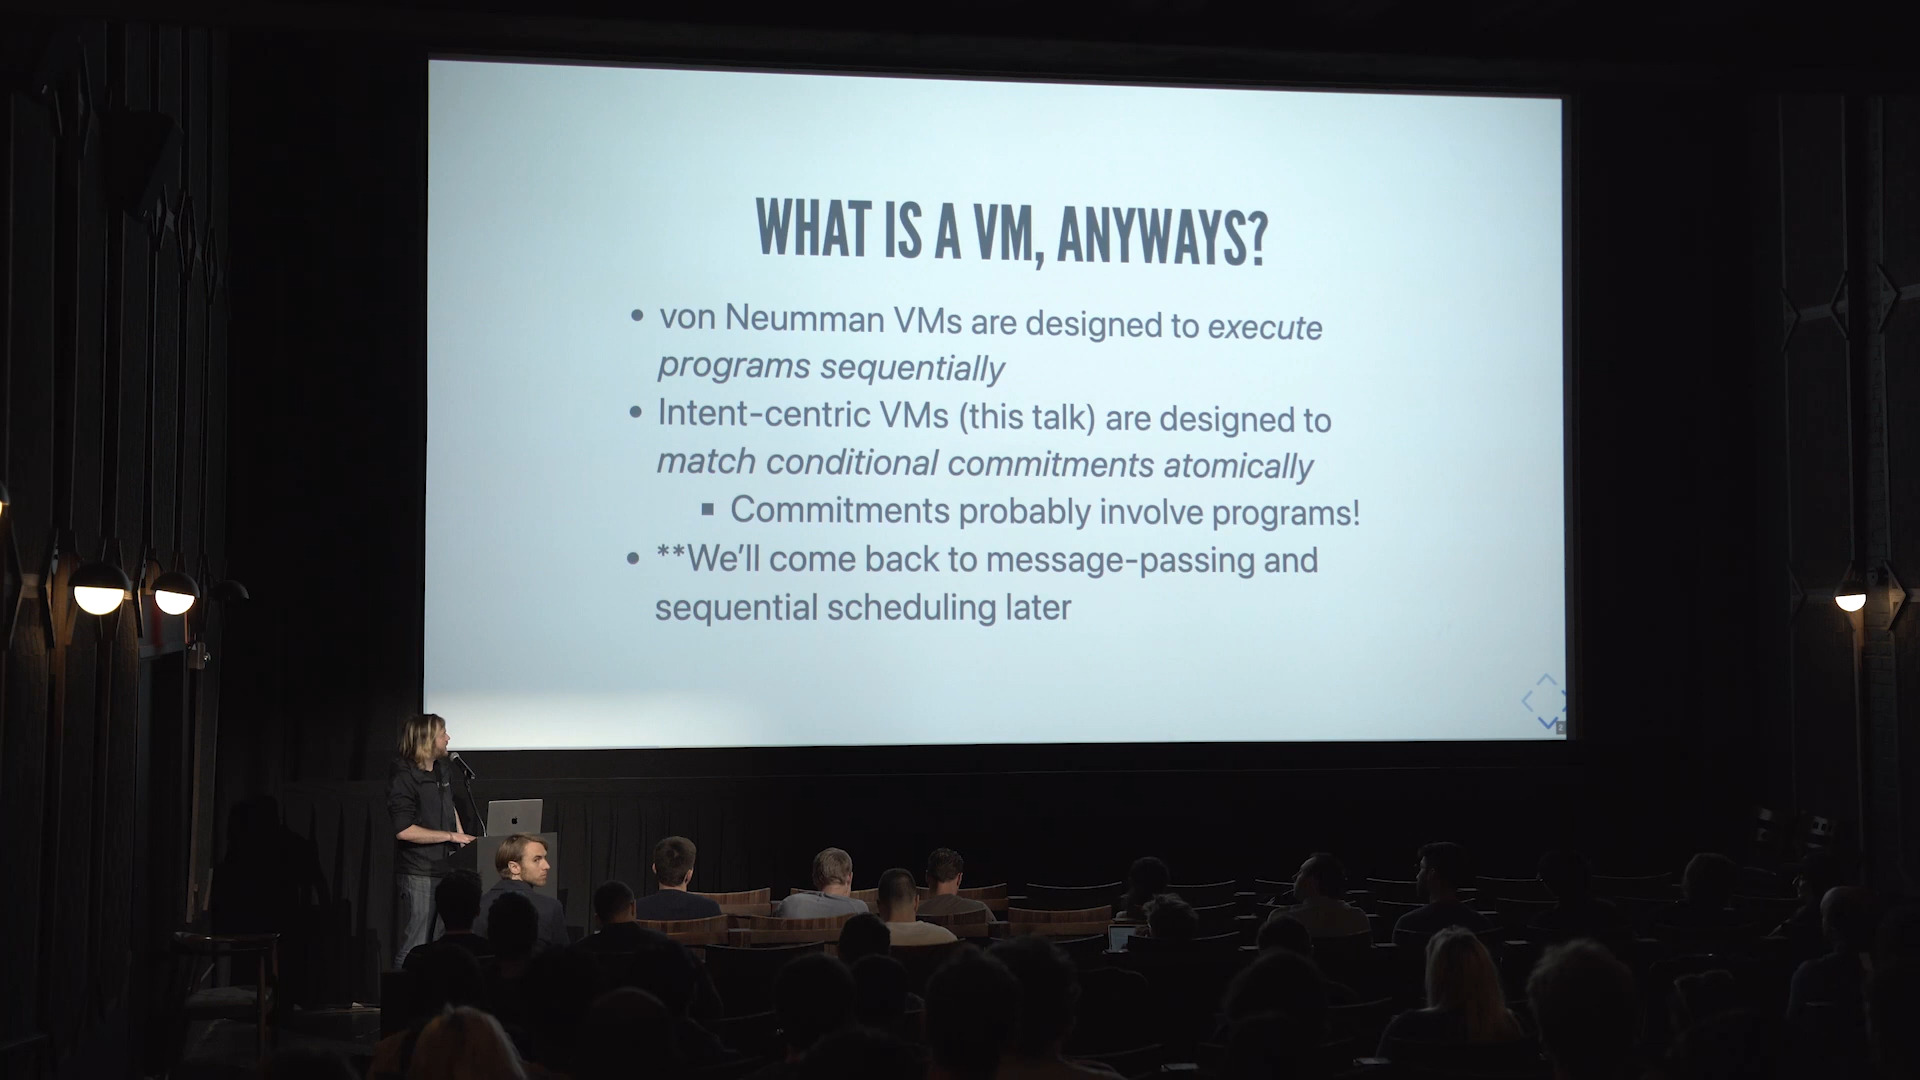 WHAT IS A VM, ANYWAYS?
• von Neumman VMs are designed to execute
programs sequentially
• Intent-centric VMs (this talk) are designed to
match conditional commitments atomically
▪ Commitments probably involve programs!
• **We’ll come back to message-passing and
sequential scheduling later